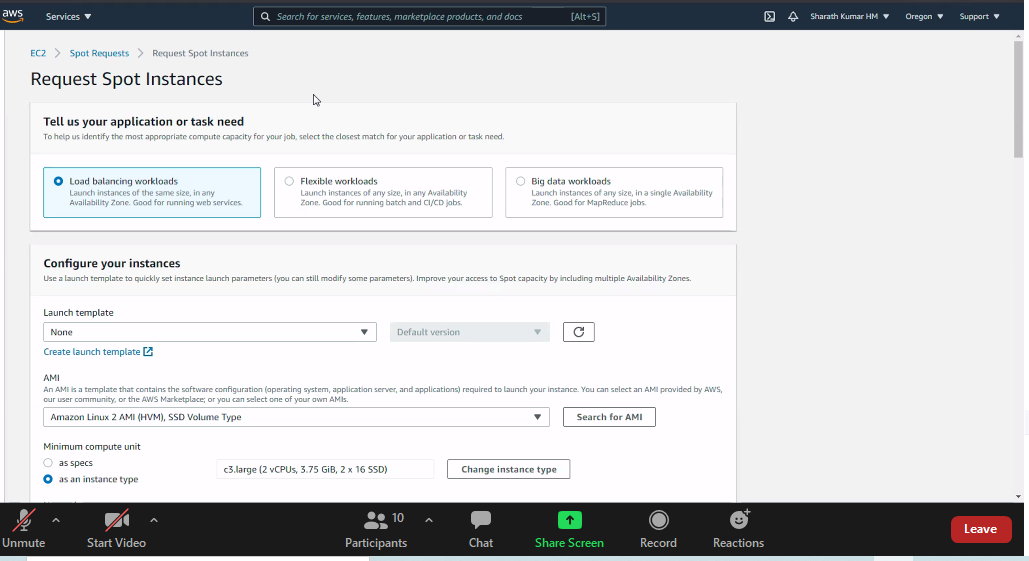 aws Services Search for services, features, marketplace products, and docs [Alt+S] Sharath Kumar HM Oregon Support
EC2 Spot Requests Request Spot Instances
Request Spot Instances
Tell us your application or task need
To help us identify the most appropriate compute capacity for your job, select the closest match for your application or task need.
Load balancing workloads
Launch instances of the same size, in any
Availability Zone. Good for running web services.
Flexible workloads
Launch instances of any size, in any Availability
Zone. Good for running batch and CI/CD jobs.
Big data workloads
Launch instances of any size, in a single Availability
Zone. Good for MapReduce jobs.
Configure your instances
Use a launch template to quickly set instance launch parameters (you can still modify some parameters). Improve your access to Spot capacity by including multiple Availability Zones.
Launch template
None Default version
Create launch template
AMI
An AMI is a template that contains the software configuration (operating system, application server, and applications) required to launch your instance. You can select an AMI provided by AWS,
our user community, or the AWS Marketplace; or you can select one of your own AMIs.
Amazon Linux 2 AMI (HVM), SSD Volume Type Search for AMI
Minimum compute unit
as specs
as an instance type
c3.large (2 vCPUs, 3.75 GiB, 2 x 16 SSD) Change instance type
10
Unmute Start Video Participants Chat Share Screen Record Reactions Leave